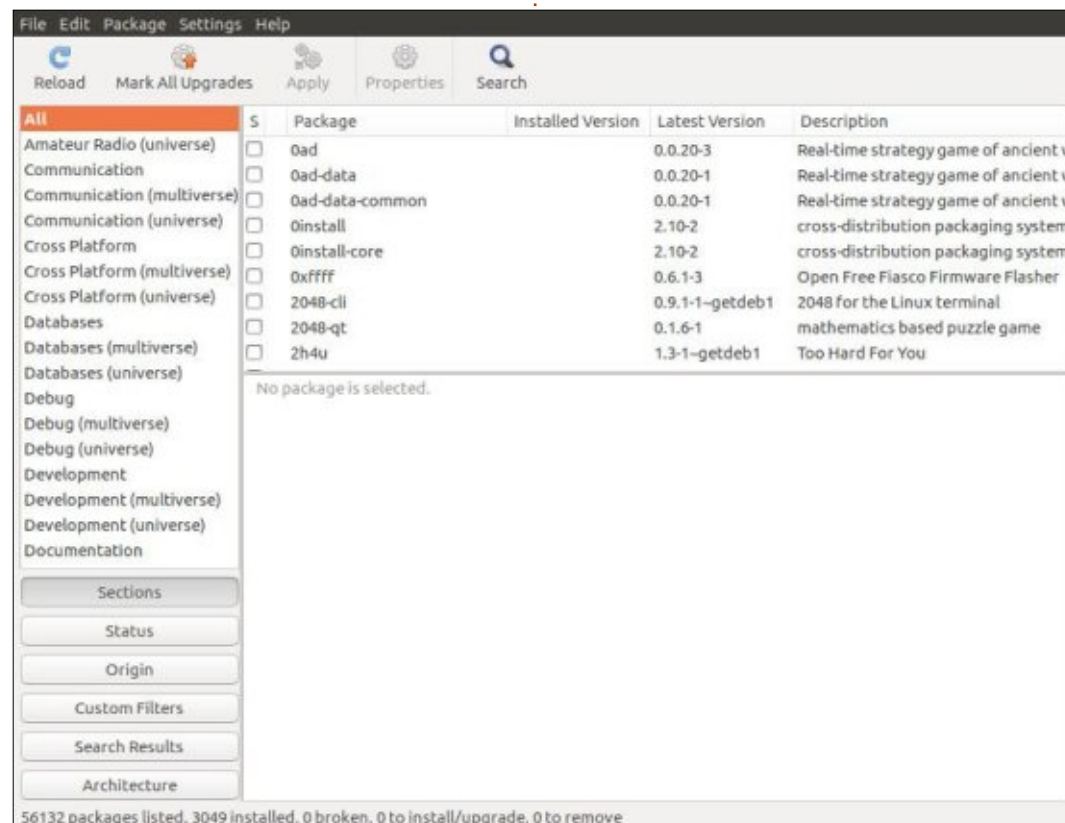 File Edit Package Settings Help
Reload Mark All Upgrades Apply Properties Search
All
Amateur Radio (universe)
Communication
Communication (multiverse)
Communication (universe)
Cross Platform
Cross Platform (multiverse)
Cross Platform (universe)
Databases
Databases (multiverse)
Databases (universe)
Debug
Debug (multiverse)
Debug (universe)
Development
Development (multiverse)
Development (universe)
Documentation
Sections
Status
Origin
Custom Filters
Search Results
Architecture
S Package Installed Version Latest Version Description
0ad 0.0.20-3 Real-time strategy game of ancient
0ad-data 0.0.20-1 Real-time strategy game of ancient
0ad-data-common 0.0.20-1 Real-time strategy game of ancient
0install 2.10-2 cross-distribution packaging system
0install-core 2.10-2 cross-distribution packaging system
0xffff 0.6.1-3 Open Free Fiasco Firmware Flasher
2048-cli 0.9.1-1~getdeb1 2048 for the Linux terminal
2048-qt 0.1.6-1 mathematics based puzzle game
2h4u 1.3-1~getdeb1 Too Hard For You
No package is selected.
56132 packages listed, 3049 installed, 0 broken. 0 to install/upgrade, 0 to remove